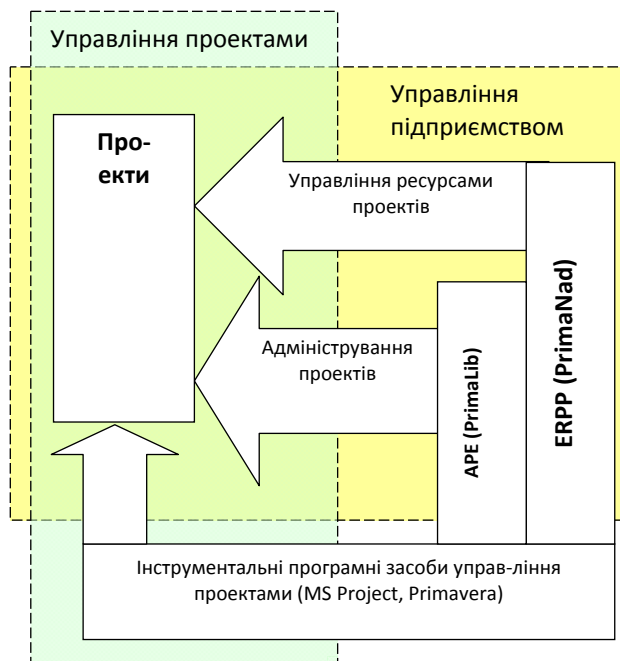 Управління проектами
Управління
підприємством
Про-
екти
Управління ресурсами
проектів
Адміністрування
проектів
APE (PrimaLib)
ERPP (PrimaNad)
Інструментальні програмні засоби управ-ління
проектами (MS Project, Primavera)